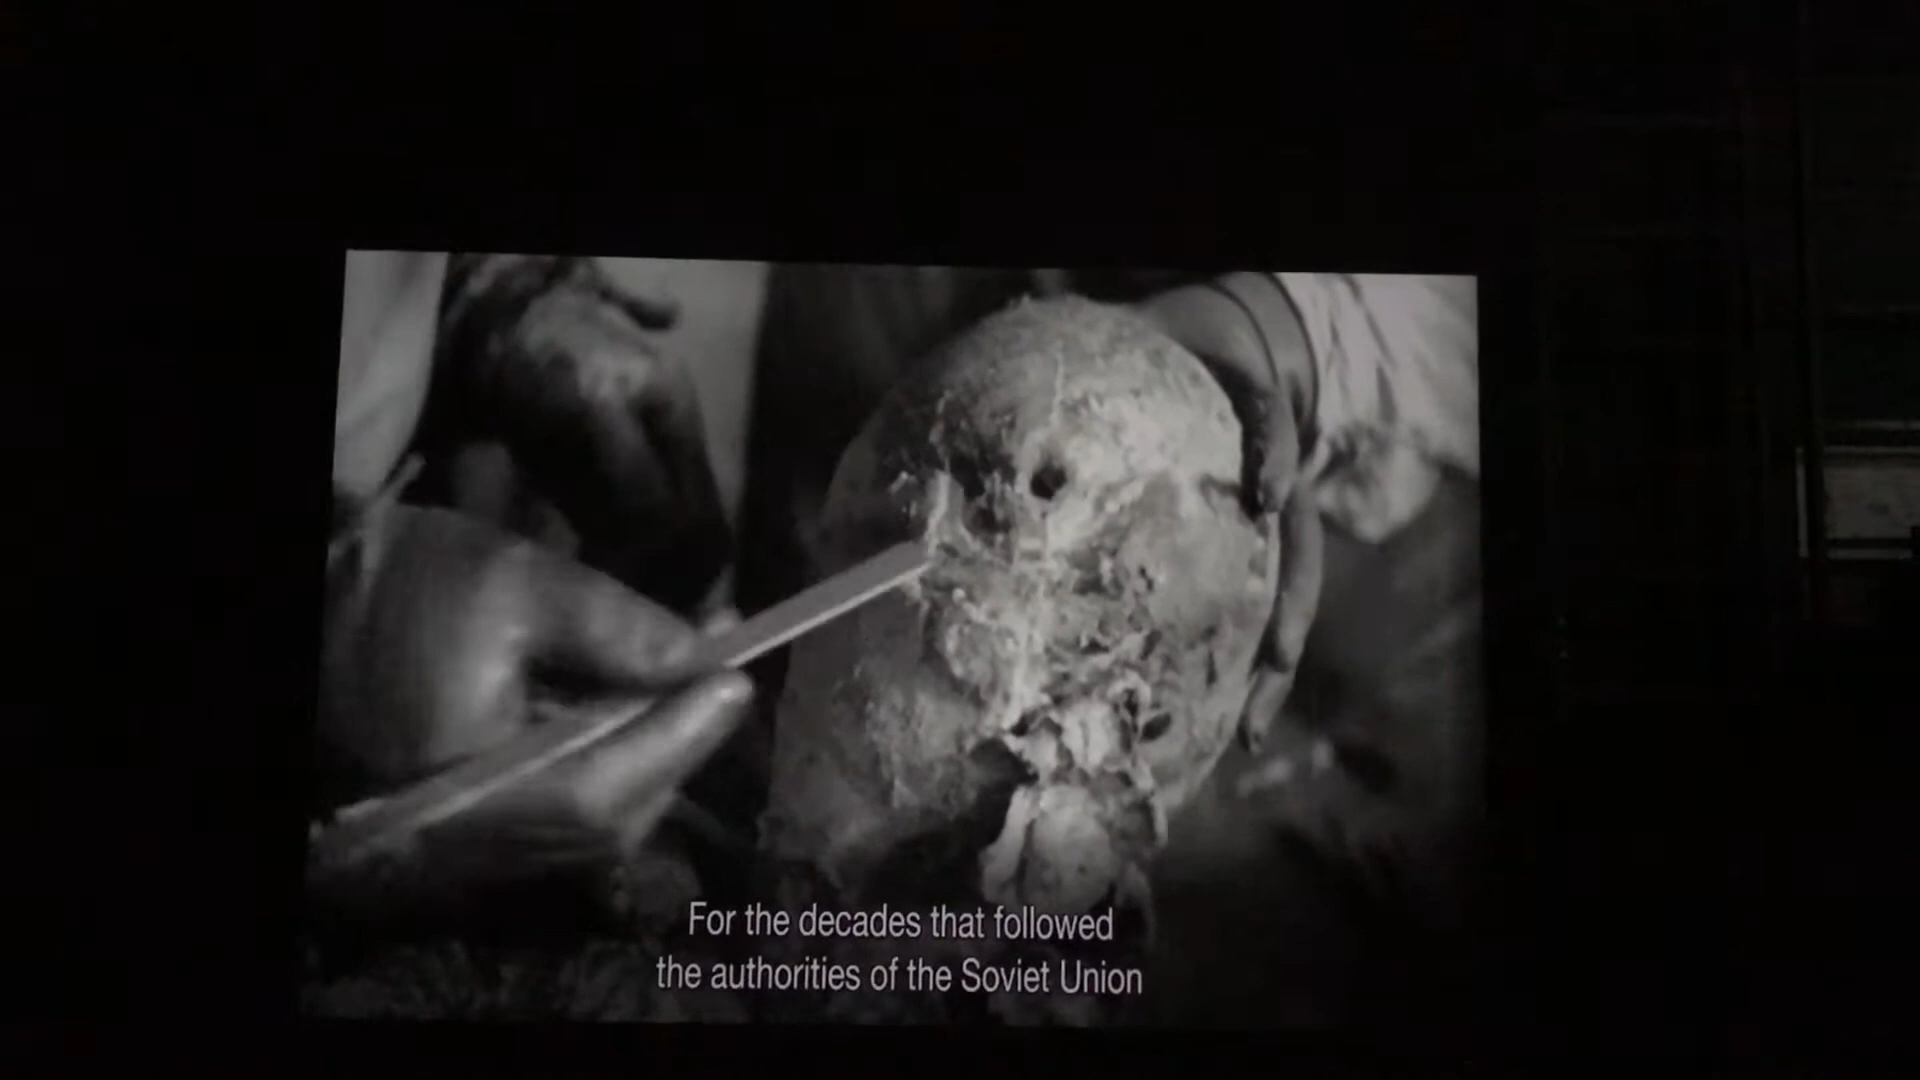 For the decades that followed
the authorities of the Soviet Union